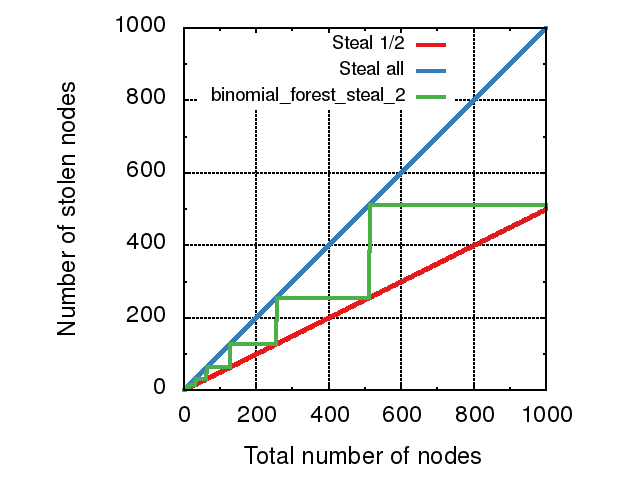 1000
800
600
400
200
0
Number of stolen nodes
Steal 1/2
Steal all
binomial_forest_steal_2
0 200 400 600 800 1000
Total number of nodes